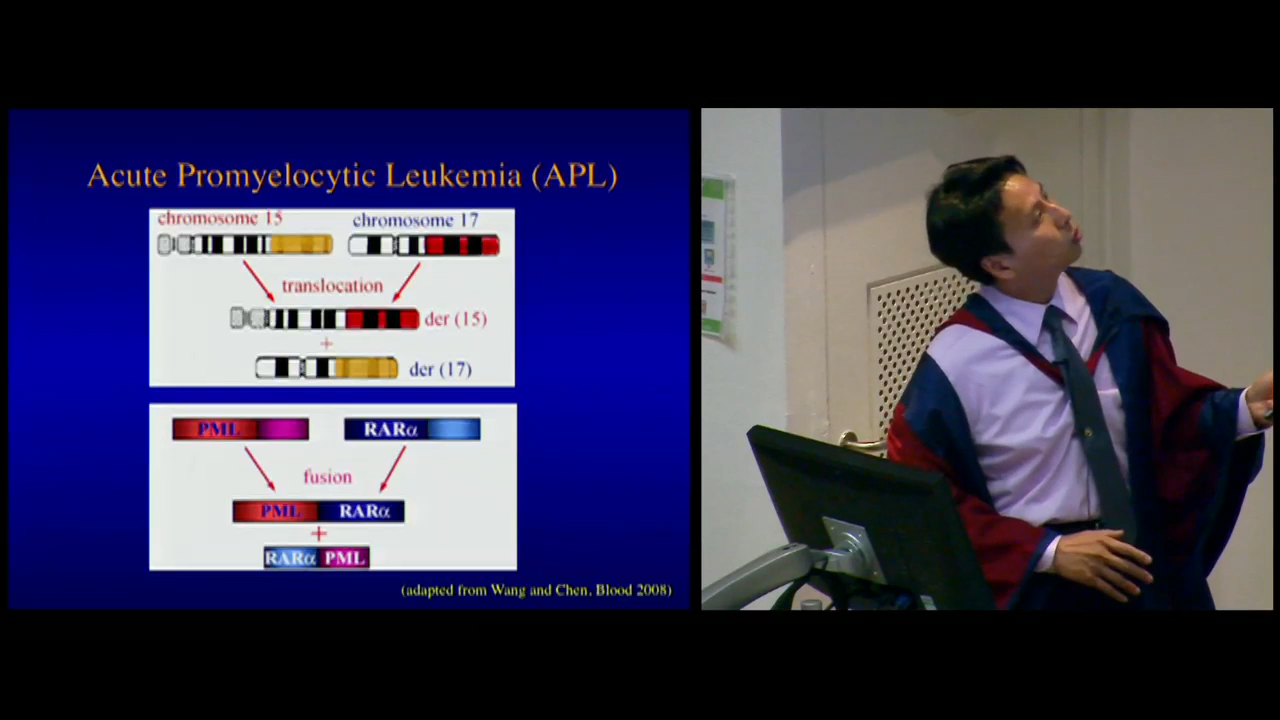 Acute Promyelocytic Leukemia (APL)
chromosome 15
chromosome 17
translocation
der (15)
+
der (17)
PML
RARα
fusion
PML RARα
+
RARα PML
(adapted from Wang and Chen, Blood 2008)